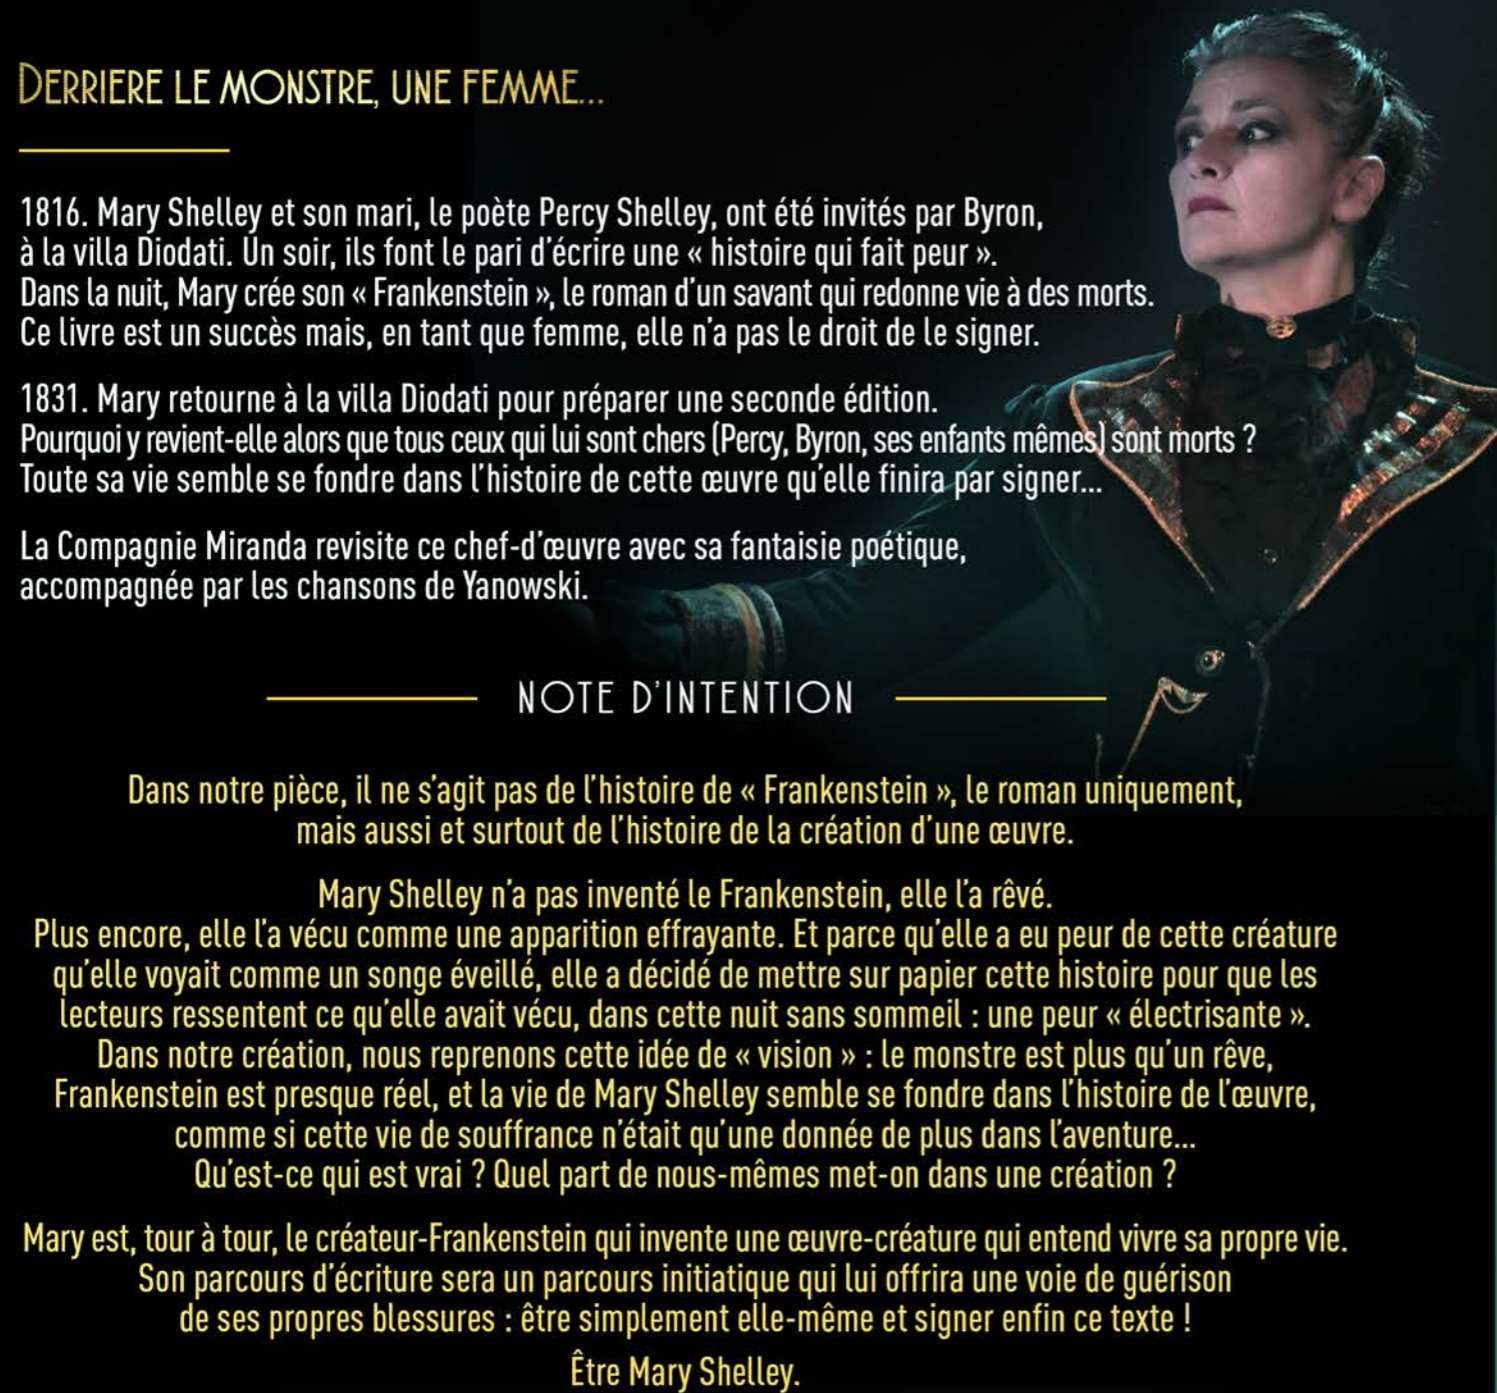 DERRIERE LE MONSTRE, UNE FEMME...
1816. Mary Shelley et son mari, le poète Percy Shelley, ont été invités par Byron,
à la villa Diodati. Un soir, ils font le pari d'écrire une « histoire qui fait peur ».
Dans la nuit, Mary crée son « Frankenstein », le roman d'un savant qui redonne vie à des morts.
Ce livre est un succès mais, en tant que femme, elle n'a pas le droit de le signer.
1831. Mary retourne à la villa Diodati pour préparer une seconde édition.
Pourquoi y revient-elle alors que tous ceux qui lui sont chers (Percy, Byron, ses enfants mêmes) sont morts ?
Toute sa vie semble se fondre dans l'histoire de cette œuvre qu'elle finira par signer...
La Compagnie Miranda revisite ce chef-d'œuvre avec sa fantaisie poétique,
accompagnée par les chansons de Yanowski.
NOTE D'INTENTION
Dans notre pièce, il ne s'agit pas de l'histoire de « Frankenstein », le roman uniquement,
mais aussi et surtout de l'histoire de la création d'une œuvre.
Mary Shelley n'a pas inventé le Frankenstein, elle l'a rêvé.
Plus encore, elle l'a vécu comme une apparition effrayante. Et parce qu'elle a eu peur de cette créature
qu'elle voyait comme un songe éveillé, elle a décidé de mettre sur papier cette histoire pour que les
lecteurs ressentent ce qu'elle avait vécu, dans cette nuit sans sommeil : une peur « électrisante ».
Dans notre création, nous reprenons cette idée de « vision » : le monstre est plus qu'un rêve,
Frankenstein est presque réel, et la vie de Mary Shelley semble se fondre dans l'histoire de l'œuvre,
comme si cette vie de souffrance n'était qu'une donnée de plus dans l'aventure...
Qu'est-ce qui est vrai ? Quel part de nous-mêmes met-on dans une création ?
Mary est, tour à tour, le créateur-Frankenstein qui invente une œuvre-créature qui entend vivre sa propre vie.
Son parcours d'écriture sera un parcours initiatique qui lui offrira une voie de guérison
de ses propres blessures : être simplement elle-même et signer enfin ce texte !
Être Mary Shelley.